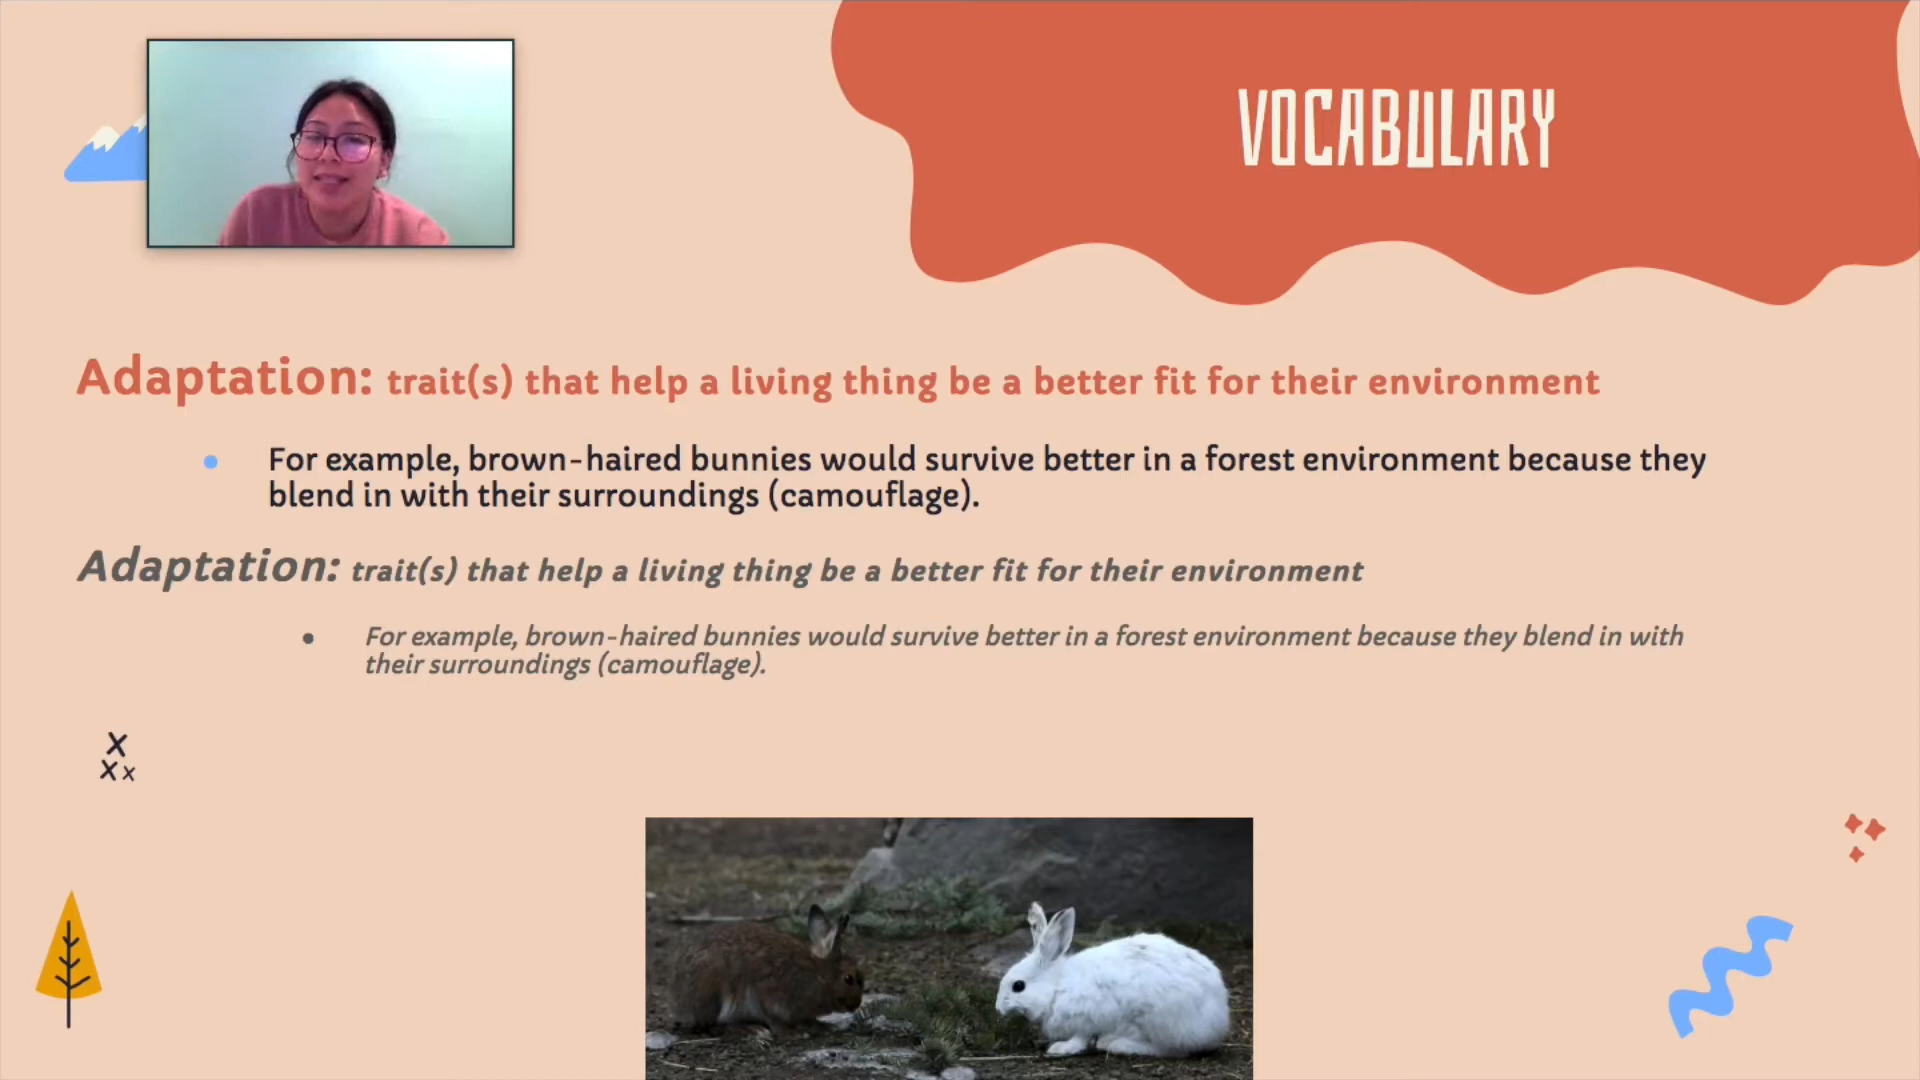 VOCABULARY
Adaptation: trait(s) that help a living thing be a better fit for their environment
For example, brown-haired bunnies would survive better in a forest environment because they
blend in with their surroundings (camouflage).
Adaptation: trait(s) that help a living thing be a better fit for their environment
For example, brown-haired bunnies would survive better in a forest environment because they blend in with
their surroundings (camouflage).